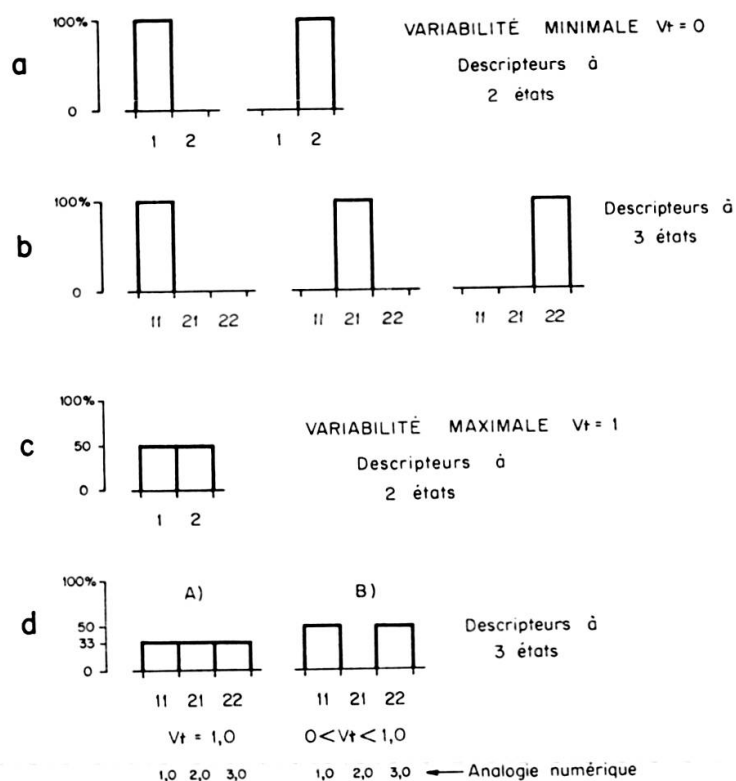 100%
VARIABILITÉ MINIMALE Vt = 0
a
Descripteurs à
2 états
0
1 2
1 2
100%
Descripteurs à
3 états
b
0
11 21 22
11 21 22
11 21 22
100%
VARIABILITÉ MAXIMALE Vt = 1
c
50
Descripteurs à
2 états
0
1 2
100%
A)
B)
d
50
33
Descripteurs à
3 états
0
11 21 22
11 21 22
Vt = 1,0
0<Vt<1,0
1,0 2,0 3,0
1,0 2,0 3,0
Analogie numérique